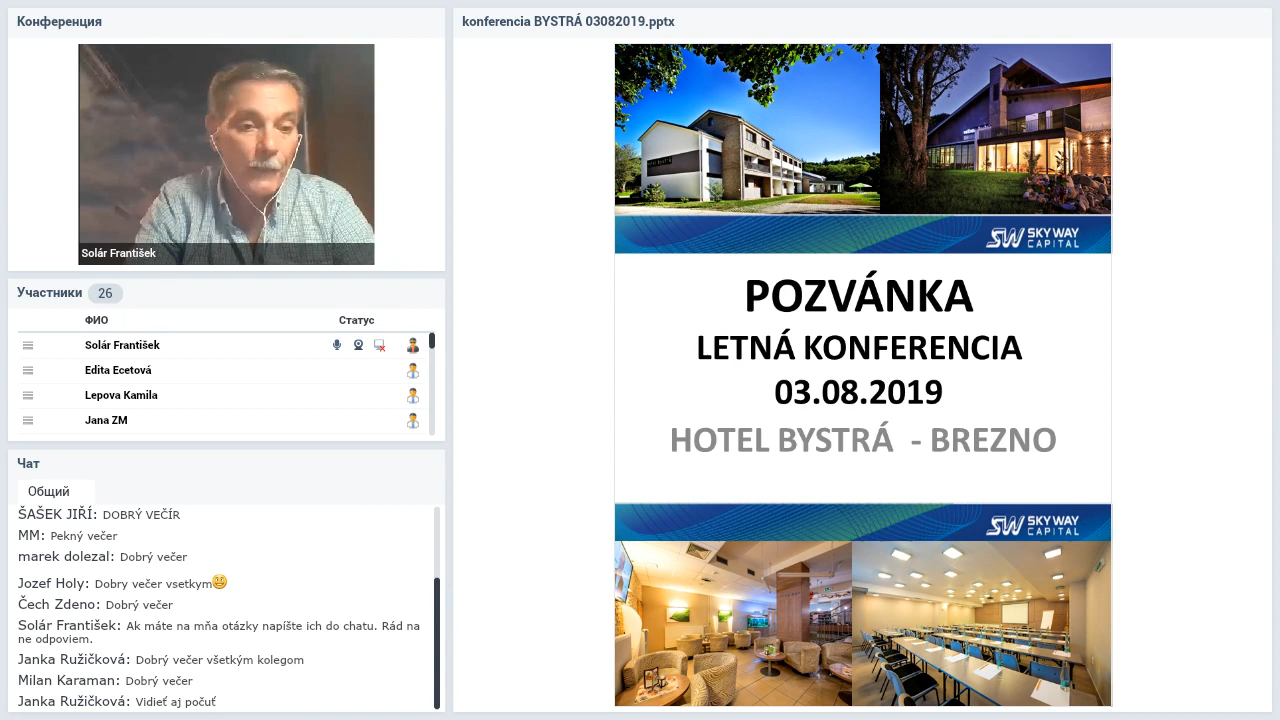 Конференция
Solár František
Участники 26
ФИО Статус
Solár František
Edita Ecetová
Lepova Kamila
Jana ZM
Чат
Общий
ŠAŠEK JIŘÍ: DOBRÝ VEČÍR
MM: Pekný večer
marek dolezal: Dobrý večer
Jozef Holy: Dobry večer vsetkym
Čech Zdeno: Dobrý večer
Solár František: Ak máte na mňa otázky napíšte ich do chatu. Rád na
ne odpoviem.
Janka Ružičková: Dobrý večer všetkým kolegom
Milan Karaman: Dobrý večer
Janka Ružičková: Vidieť aj počuť
konferencia BYSTRÁ 03082019.pptx
SW SKY WAY
CAPITAL
POZVÁNKA
LETNÁ KONFERENCIA
03.08.2019
HOTEL BYSTRÁ - BREZNO
SW SKY WAY
CAPITAL